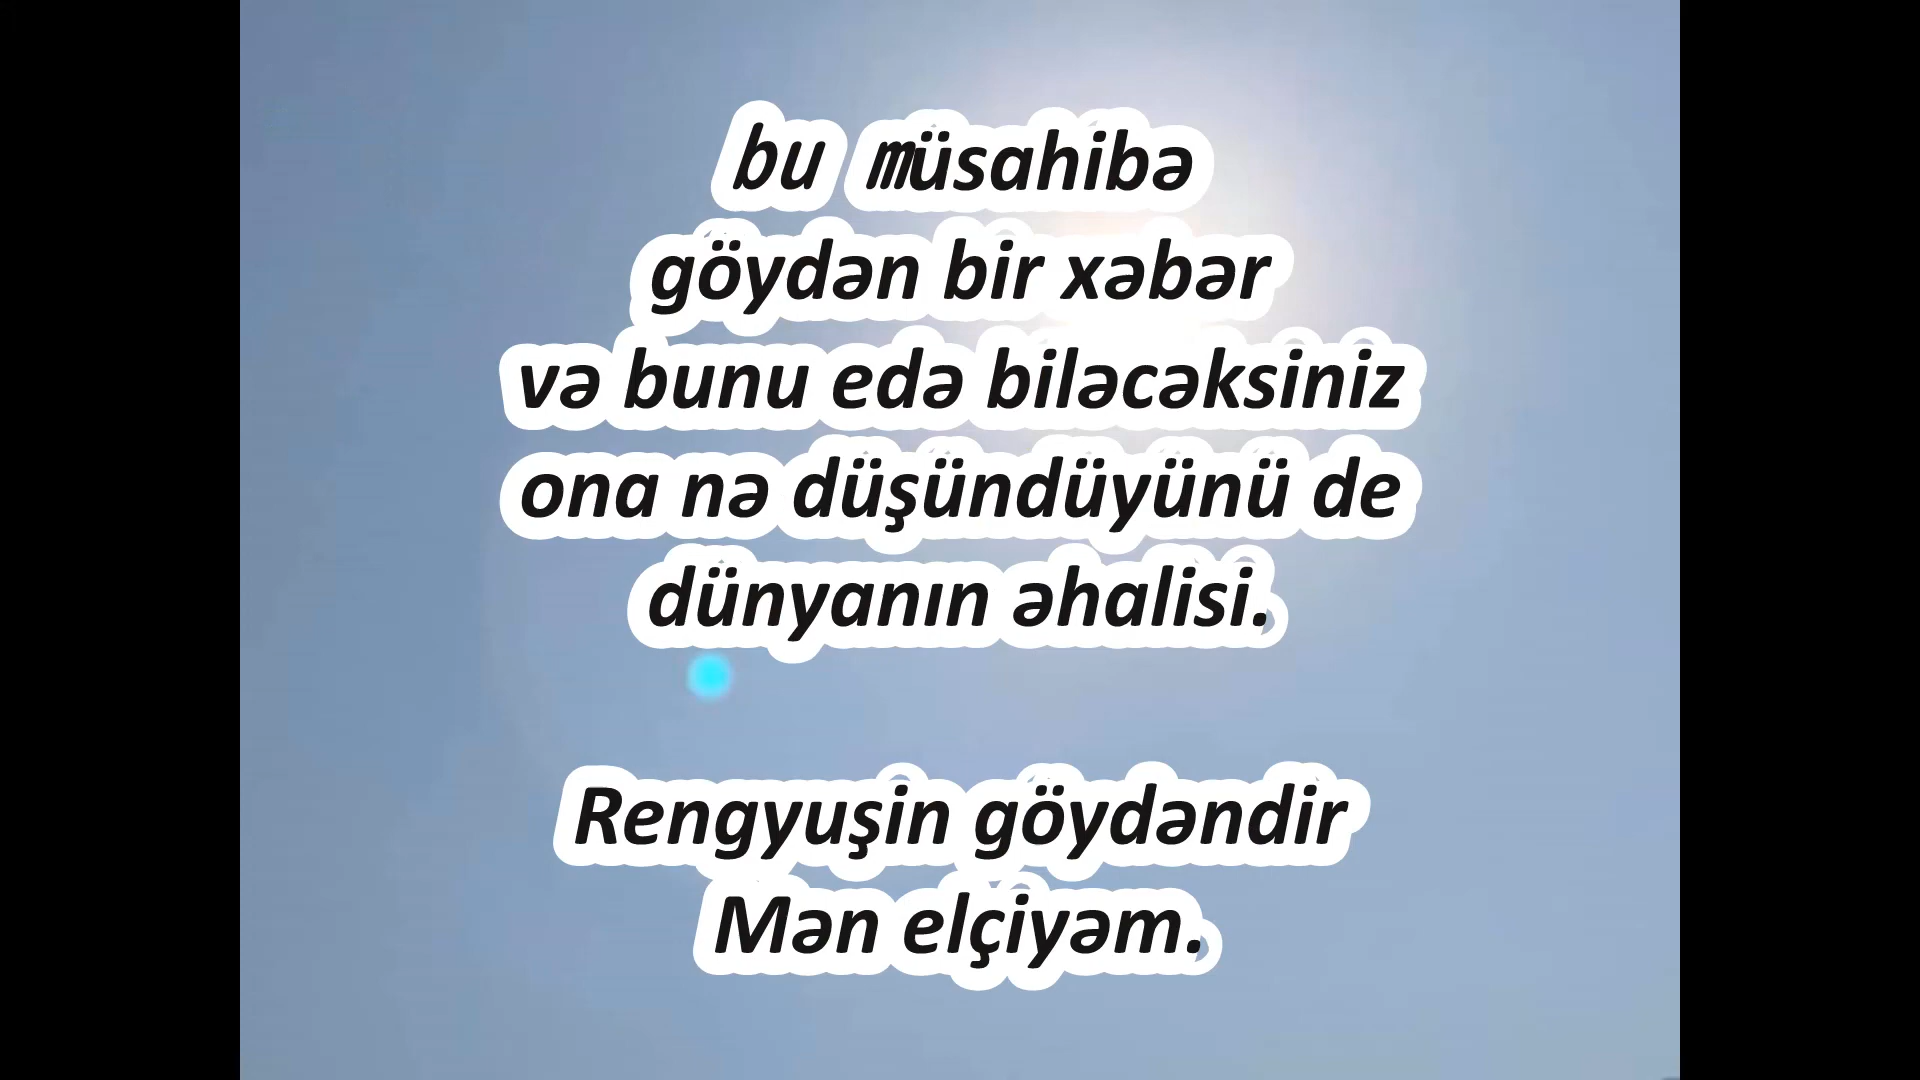 bu müsahibə
göydən bir xəbər
və bunu edə biləcəksiniz
ona nə düşündüyünü de
dünyanın əhalisi.
Rengyuşin göydəndir
Mən elçiyəm.